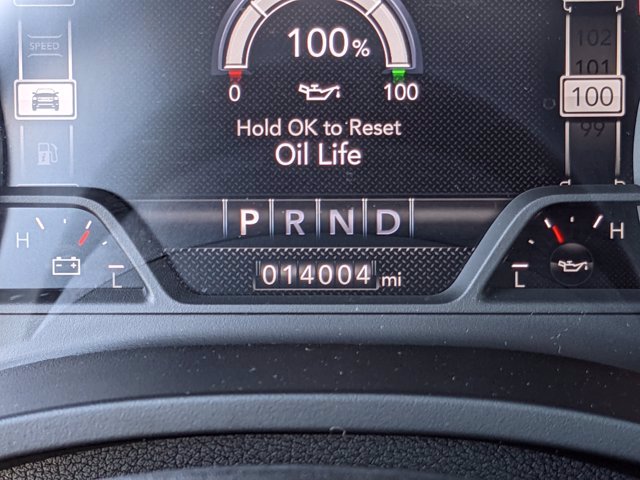 SPEED
100%
0
100
Hold OK to Reset
Oil Life
102
101
100
99
H
L
P R N D
014004 mi
H
L